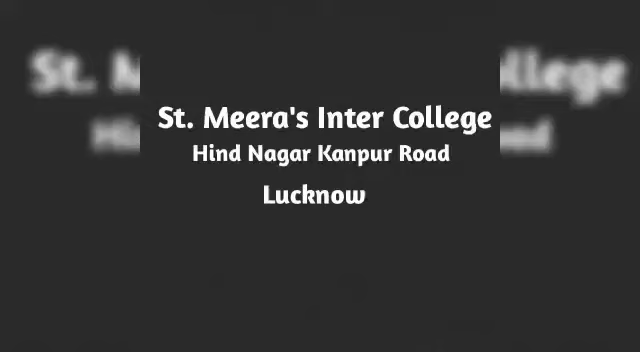 St. Meera's Inter College
Hind Nagar Kanpur Road
Lucknow